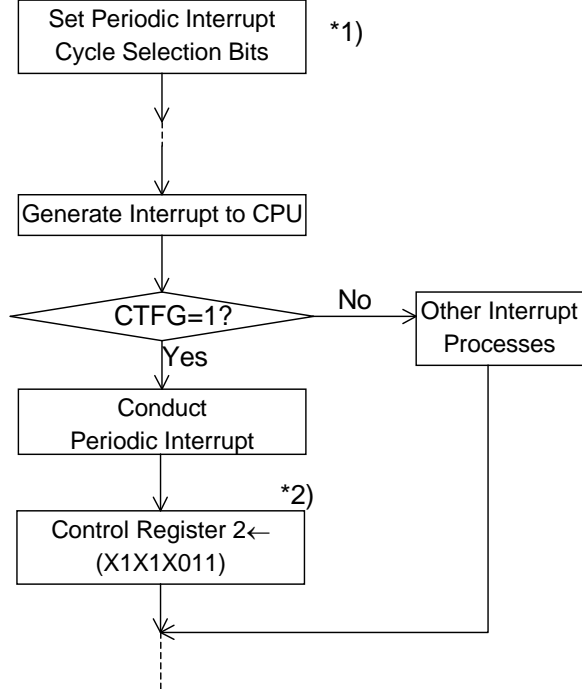 Set Periodic Interrupt
Cycle Selection Bits
*1)
Generate Interrupt to CPU
CTFG=1?
No
Other Interrupt
Processes
Yes
Conduct
Periodic Interrupt
*2)
Control Register 2←
(X1X1X011)